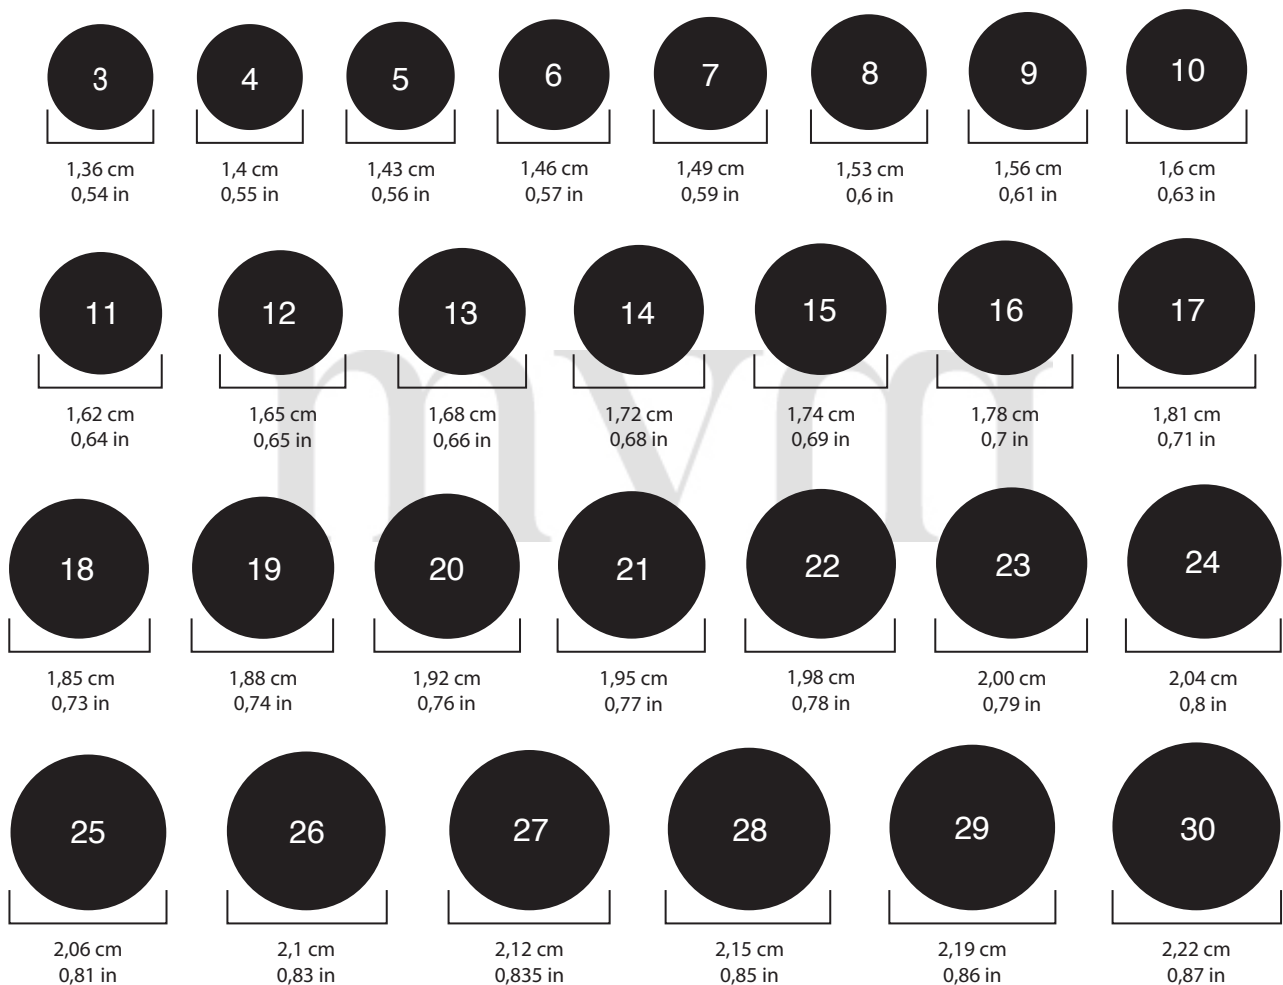 3 4 5 6 7 8 9 10
1,36 cm 1,4 cm 1,43 cm 1,46 cm 1,49 cm 1,53 cm 1,56 cm 1,6 cm
0,54 in 0,55 in 0,56 in 0,57 in 0,59 in 0,6 in 0,61 in 0,63 in
11 12 13 14 15 16 17
1,62 cm 1,65 cm 1,68 cm 1,72 cm 1,74 cm 1,78 cm 1,81 cm
0,64 in 0,65 in 0,66 in 0,68 in 0,69 in 0,7 in 0,71 in
mvm
18 19 20 21 22 23 24
1,85 cm 1,88 cm 1,92 cm 1,95 cm 1,98 cm 2,00 cm 2,04 cm
0,73 in 0,74 in 0,76 in 0,77 in 0,78 in 0,79 in 0,8 in
25 26 27 28 29 30
2,06 cm 2,1 cm 2,12 cm 2,15 cm 2,19 cm 2,22 cm
0,81 in 0,83 in 0,835 in 0,85 in 0,86 in 0,87 in